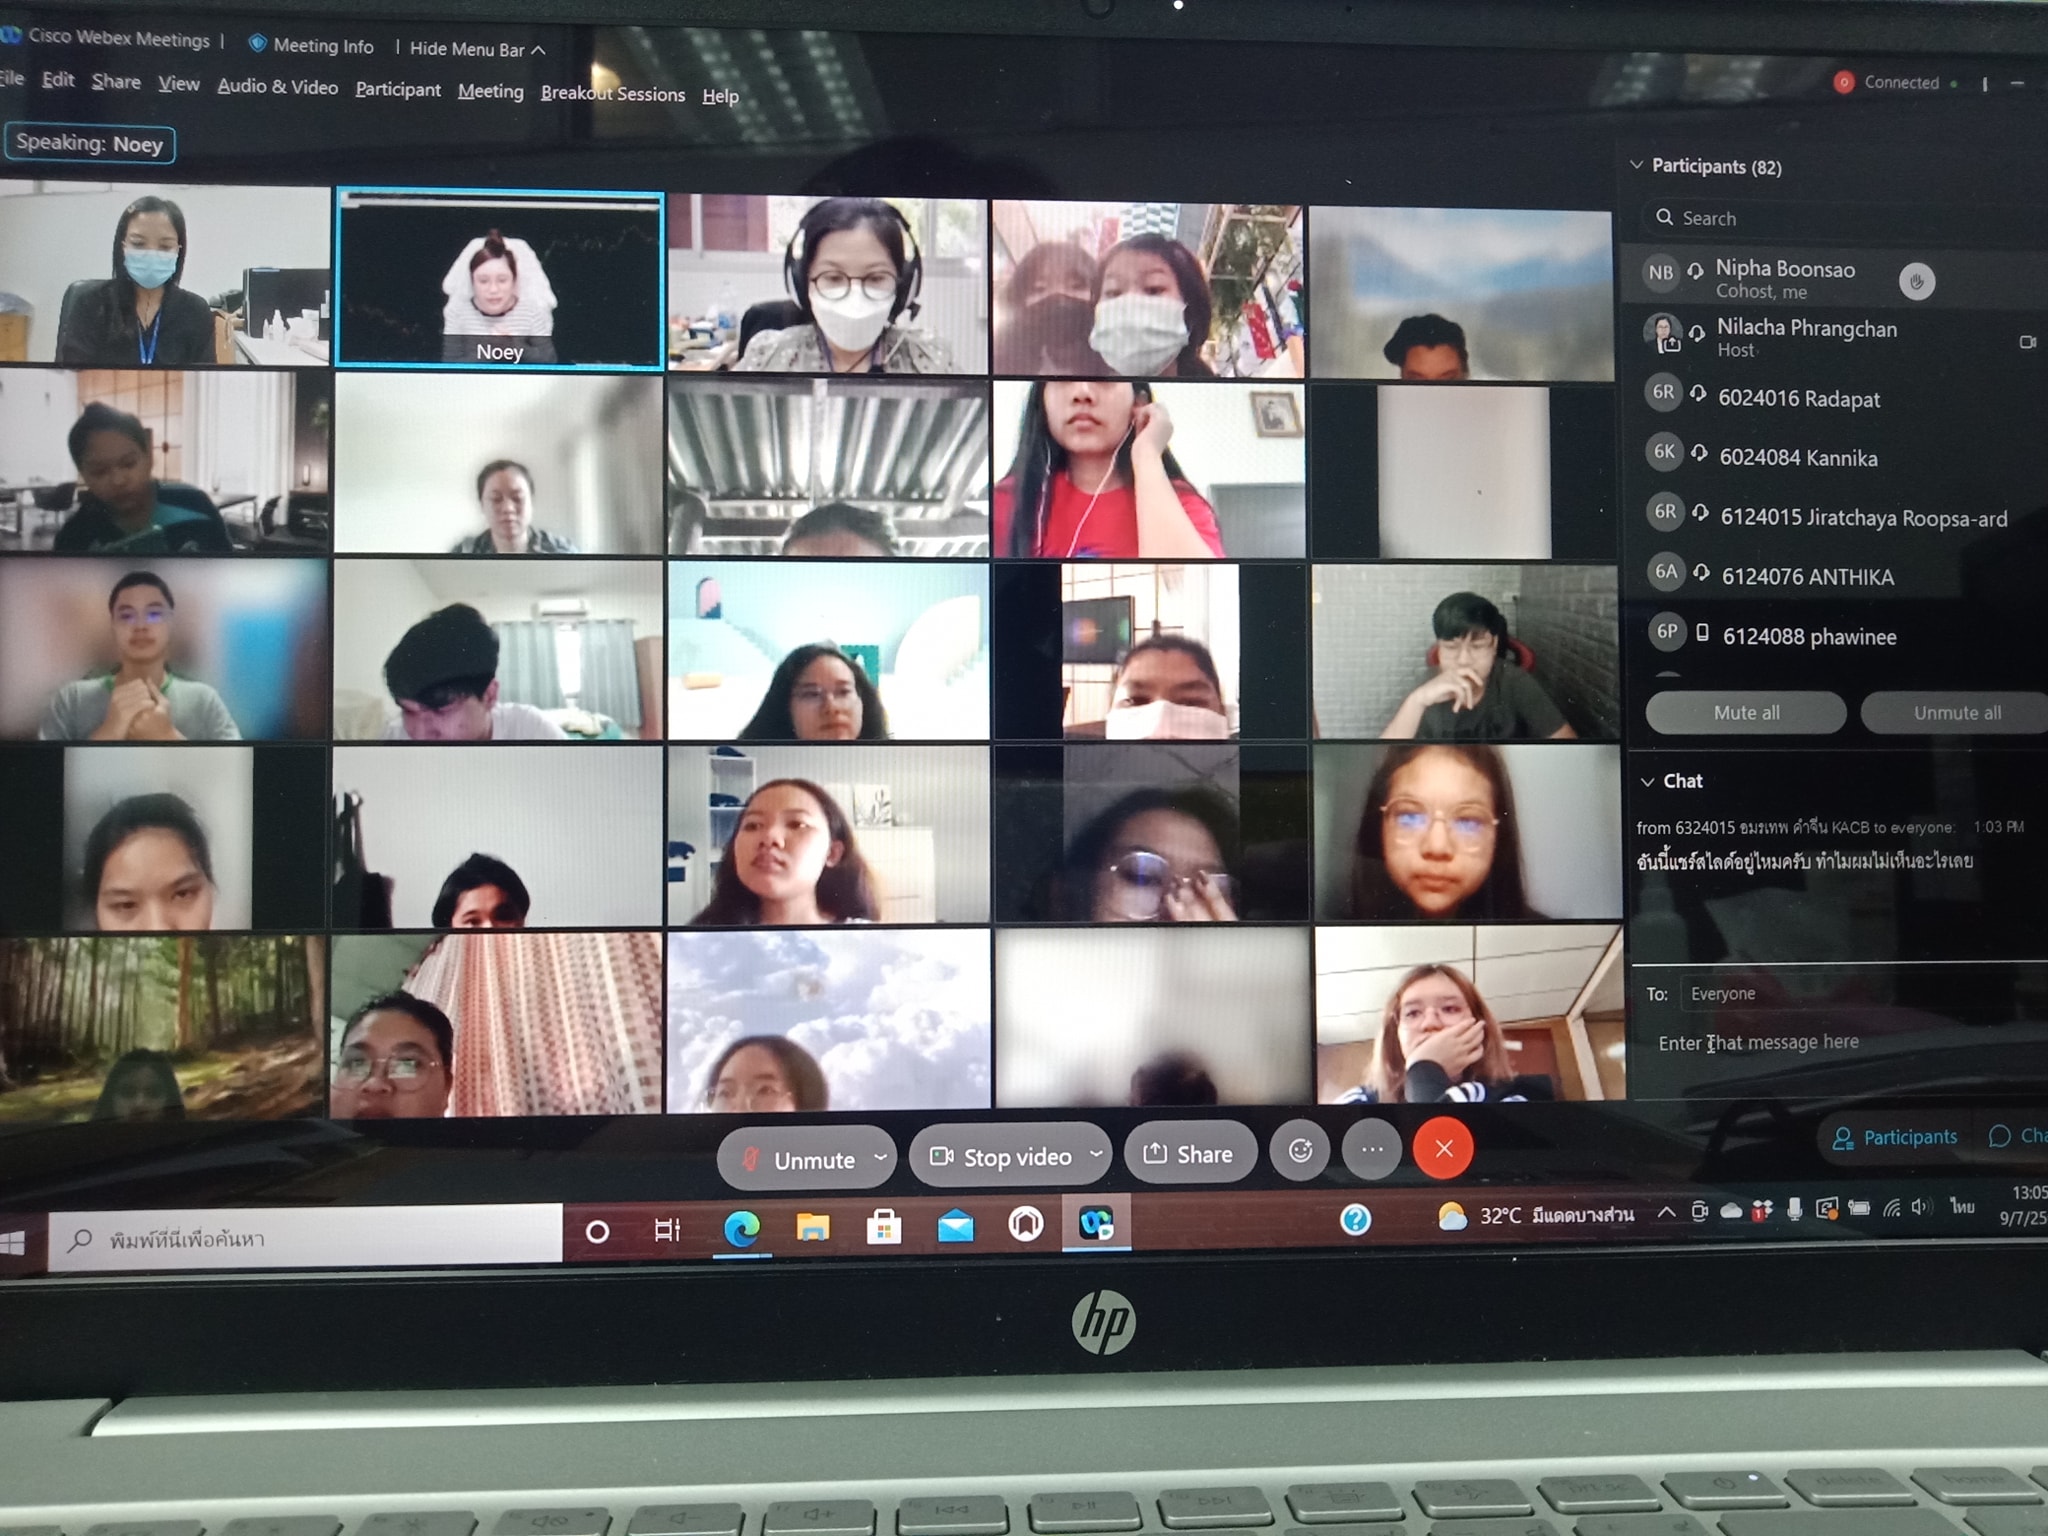 Cisco Webex Meetings | Meeting Info | Hide Menu Bar
File Edit Share View Audio & Video Participant Meeting Breakout Sessions Help
Connected
Speaking: Noey
Noey
Participants (82)
Search
NB Nipha Boonsao
Cohost, me
Nilacha Phrangchan
Host
6R 6024016 Radapat
6K 6024084 Kannika
6R 6124015 Jiratchaya Roopsa-ard
6A 6124076 ANTHIKA
6P 6124088 phawinee
Mute all Unmute all
Chat
from 6324015 อมรเทพ คำจีน KACB to everyone: 1:03 PM
อันนี้แชร์สไลด์อยู่ไหมครับ ทำไมผมไม่เห็นอะไรเลย
To: Everyone
Enter chat message here
Unmute Stop video Share
Participants Cha
พิมพ์ที่นี่เพื่อค้นหา
32°C มีแดดบางส่วน
ไทย
13:05
9/7/25
hp
delete
home